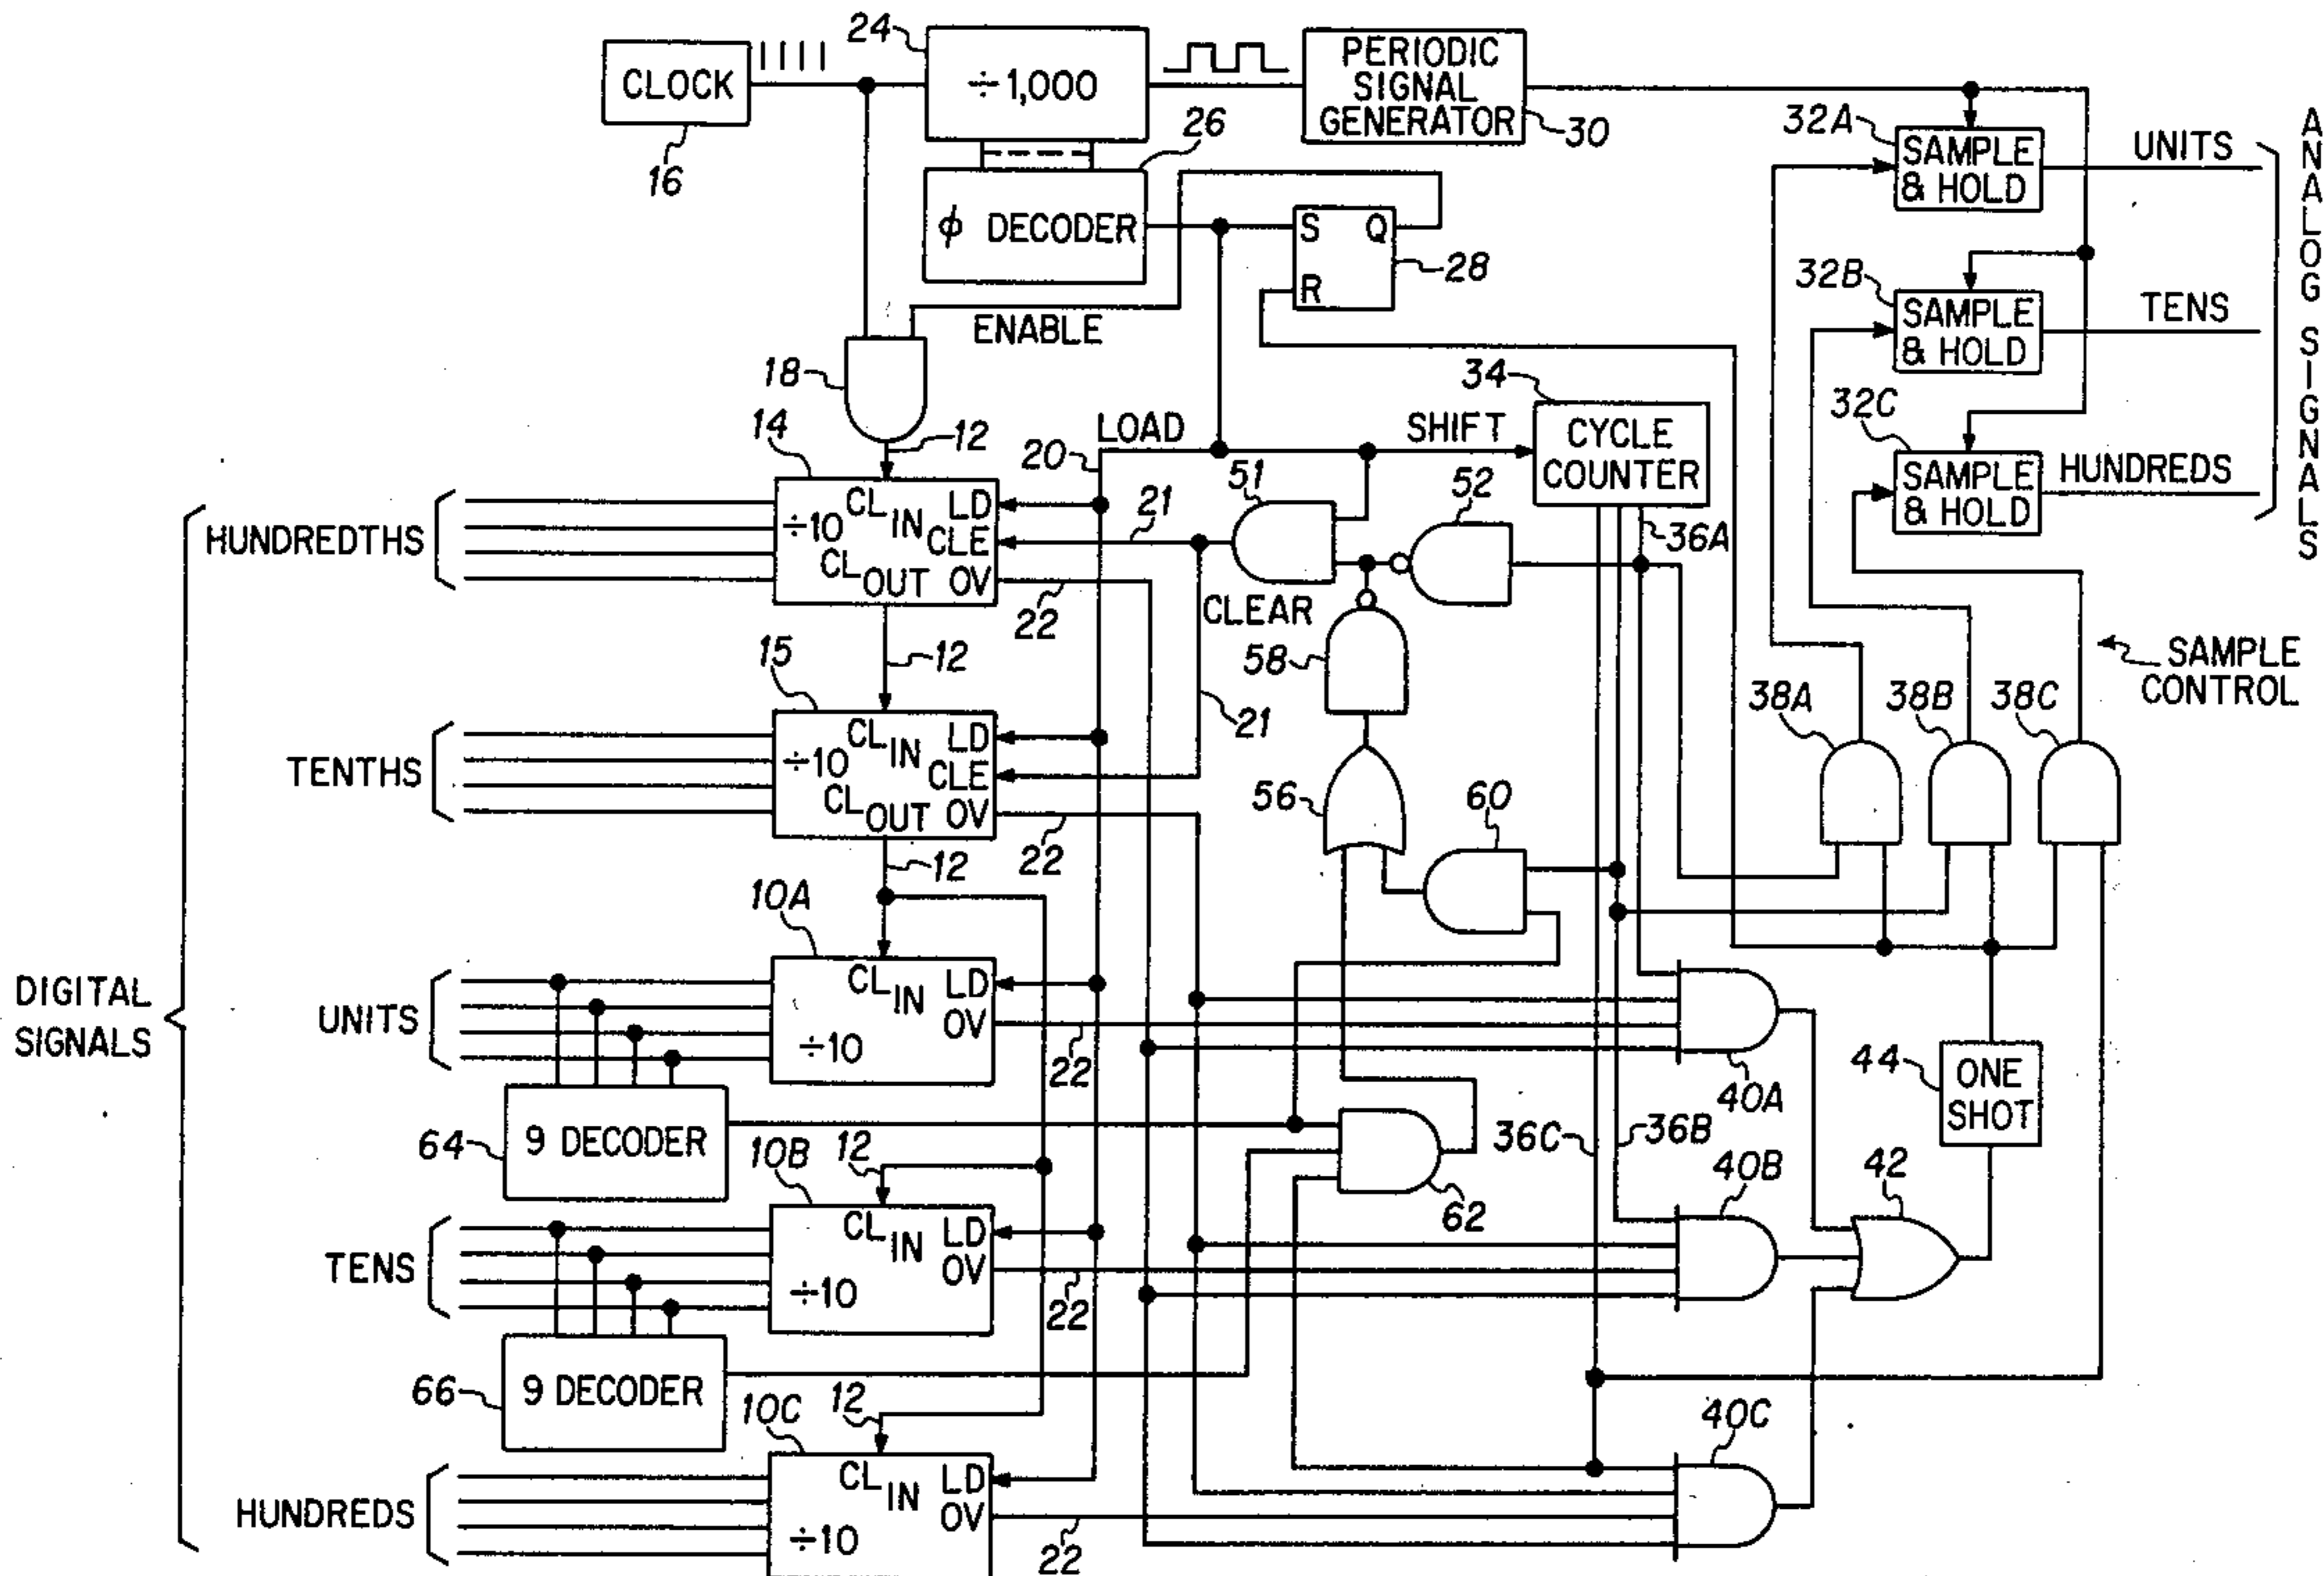 CLOCK
16
24
÷1,000
PERIODIC
SIGNAL
GENERATOR
30
26
ϕ DECODER
S Q
R
28
ENABLE
18
32A
SAMPLE
& HOLD
UNITS
32B
SAMPLE
& HOLD
TENS
32C
SAMPLE
& HOLD
HUNDREDS
ANALOG SIGNALS
34
CYCLE
COUNTER
LOAD
SHIFT
20
12
14
CL IN LD
÷10 CLE
CL OUT OV
HUNDREDTHS
21
51
52
36A
22
CLEAR
58
12
15
CL IN LD
÷10 CLE
CL OUT OV
TENTHS
21
22
12
56
60
38A
38B
38C
SAMPLE
CONTROL
DIGITAL
SIGNALS
10A
CL IN LD
OV
÷10
UNITS
22
40A
44
ONE
SHOT
64
9 DECODER
10B
12
62
36C
36B
40B
42
CL IN LD
OV
÷10
TENS
22
66
9 DECODER
10C
12
40C
CL IN LD
OV
÷10
HUNDREDS
22